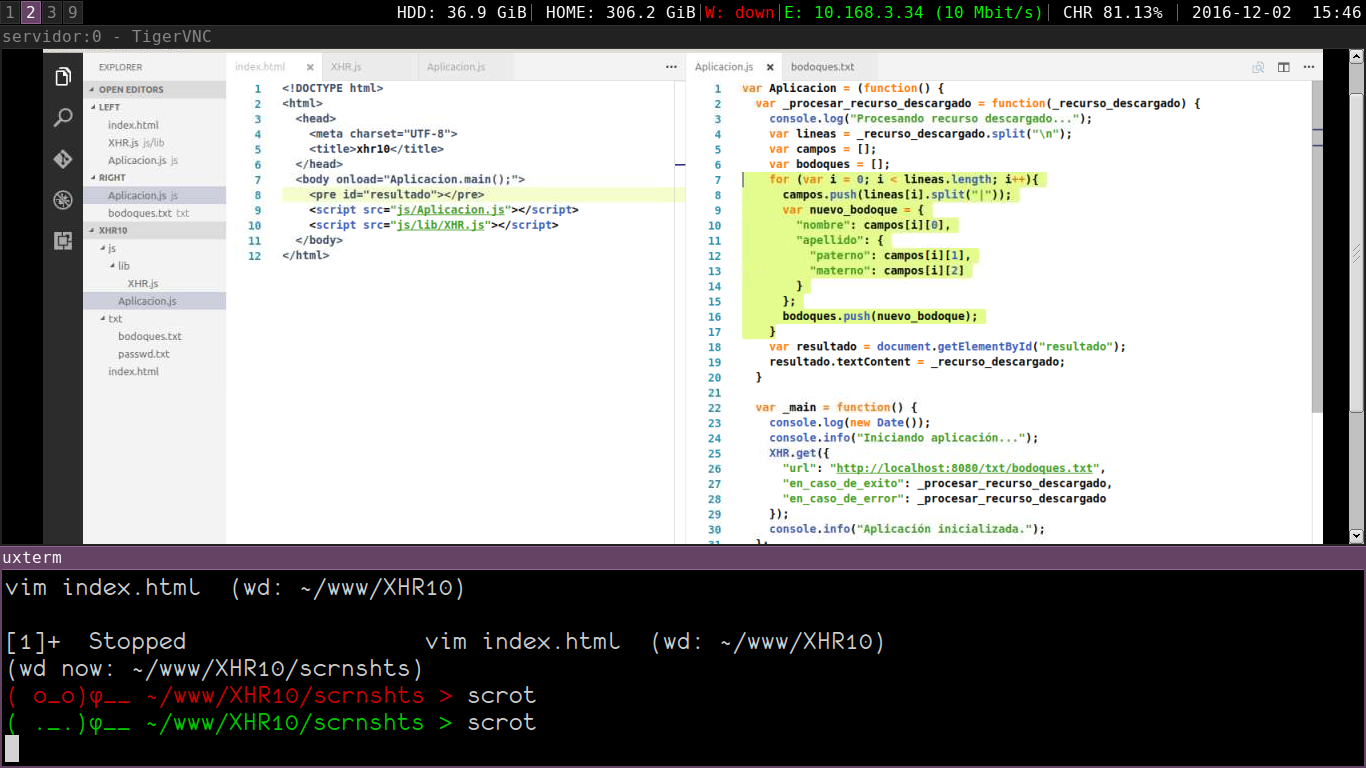 1 2 3 9 HDD: 36.9 GiB| HOME: 306.2 GiB|W: down|E: 10.168.3.34 (10 Mbit/s)| CHR 81.13% | 2016-12-02  15:46
servidor:0 - TigerVNC
EXPLORER
OPEN EDITORS
LEFT
index.html
XHR.js js/lib
Aplicacion.js js
RIGHT
Aplicacion.js js
bodoques.txt txt
XHR10
js
lib
XHR.js
Aplicacion.js
txt
bodoques.txt
passwd.txt
index.html
index.html × XHR.js Aplicacion.js ...
1 <!DOCTYPE html>
2 <html>
3   <head>
4     <meta charset="UTF-8">
5     <title>xhr10</title>
6   </head>
7   <body onload="Aplicacion.main();">
8     <pre id="resultado"></pre>
9     <script src="js/Aplicacion.js"></script>
10     <script src="js/lib/XHR.js"></script>
11   </body>
12 </html>
Aplicacion.js × bodoques.txt ...
1 var Aplicacion = (function() {
2   var _procesar_recurso_descargado = function(_recurso_descargado) {
3     console.log("Procesando recurso descargado...");
4     var lineas = _recurso_descargado.split("\n");
5     var campos = [];
6     var bodoques = [];
7     for (var i = 0; i < lineas.length; i++){
8       campos.push(lineas[i].split("|"));
9       var nuevo_bodoque = {
10         "nombre": campos[i][0],
11         "apellido": {
12           "paterno": campos[i][1],
13           "materno": campos[i][2]
14         }
15       };
16       bodoques.push(nuevo_bodoque);
17     }
18     var resultado = document.getElementById("resultado");
19     resultado.textContent = _recurso_descargado;
20   }
21
22   var _main = function() {
23     console.log(new Date());
24     console.info("Iniciando aplicación...");
25     XHR.get({
26       "url": "http://localhost:8080/txt/bodoques.txt",
27       "en_caso_de_exito": _procesar_recurso_descargado,
28       "en_caso_de_error": _procesar_recurso_descargado
29     });
30     console.info("Aplicación inicializada.");
31   };
uxterm
vim index.html  (wd: ~/www/XHR10)
[1]+  Stopped                 vim index.html  (wd: ~/www/XHR10)
(wd now: ~/www/XHR10/scrnshts)
( o_o)φ__ ~/www/XHR10/scrnshts > scrot
( ._.)φ__ ~/www/XHR10/scrnshts > scrot